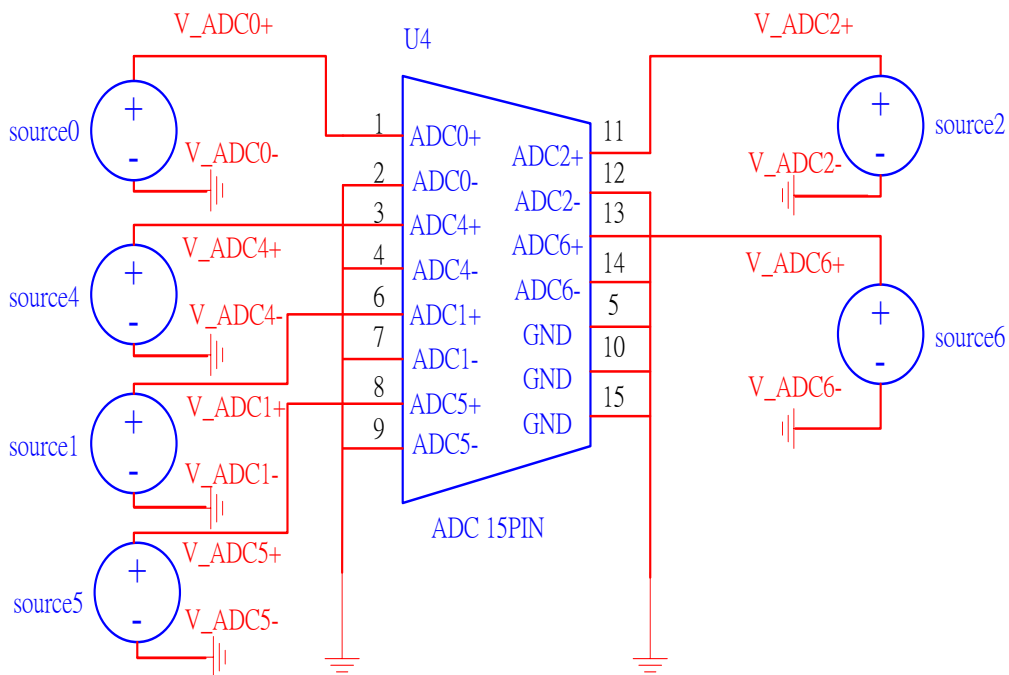 V_ADC0+
U4
V_ADC2+
+
-
source0
V_ADC0-
+
-
source4
V_ADC4+
V_ADC4-
+
-
source1
V_ADC1+
V_ADC1-
+
-
source5
V_ADC5+
V_ADC5-
1
ADC0+
2
ADC0-
3
ADC4+
4
ADC4-
6
ADC1+
7
ADC1-
8
ADC5+
9
ADC5-
11
ADC2+
12
ADC2-
13
ADC6+
14
ADC6-
5
GND
10
GND
15
GND
ADC 15PIN
+
-
source2
V_ADC2-
V_ADC6+
+
-
source6
V_ADC6-